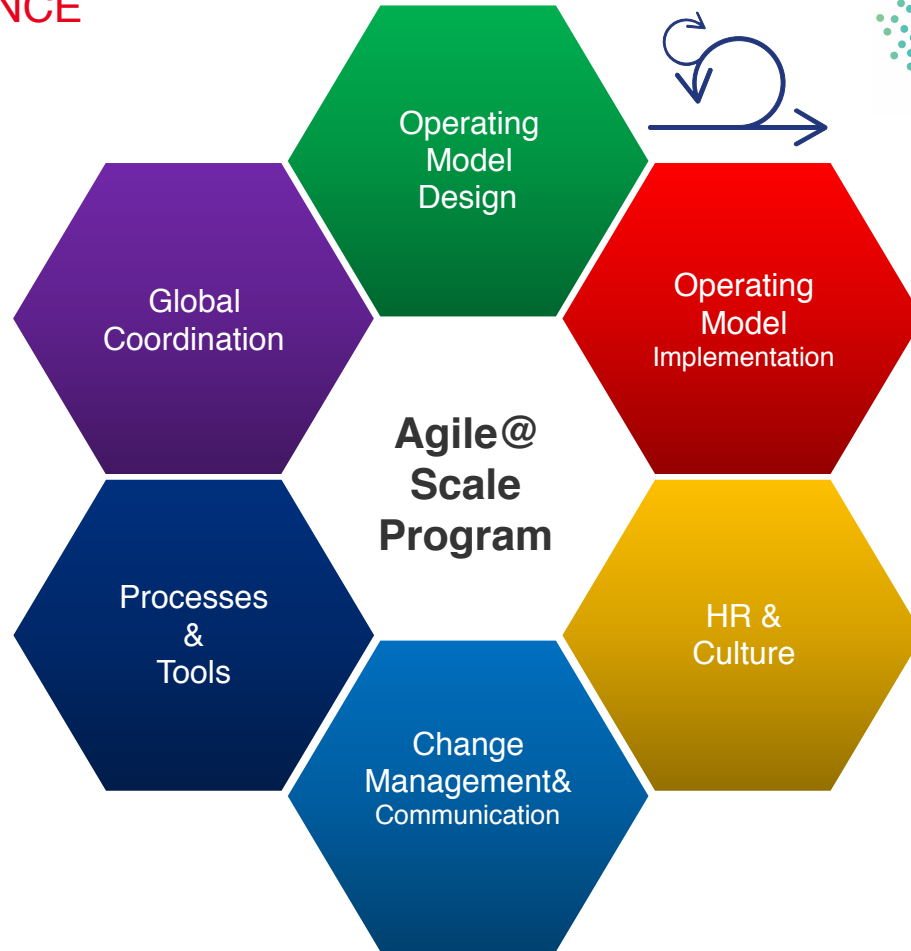 NCE
Operating
Model
Design
Global
Coordination
Operating
Model
Implementation
Agile@
Scale
Program
Processes
&
Tools
HR &
Culture
Change
Management&
Communication